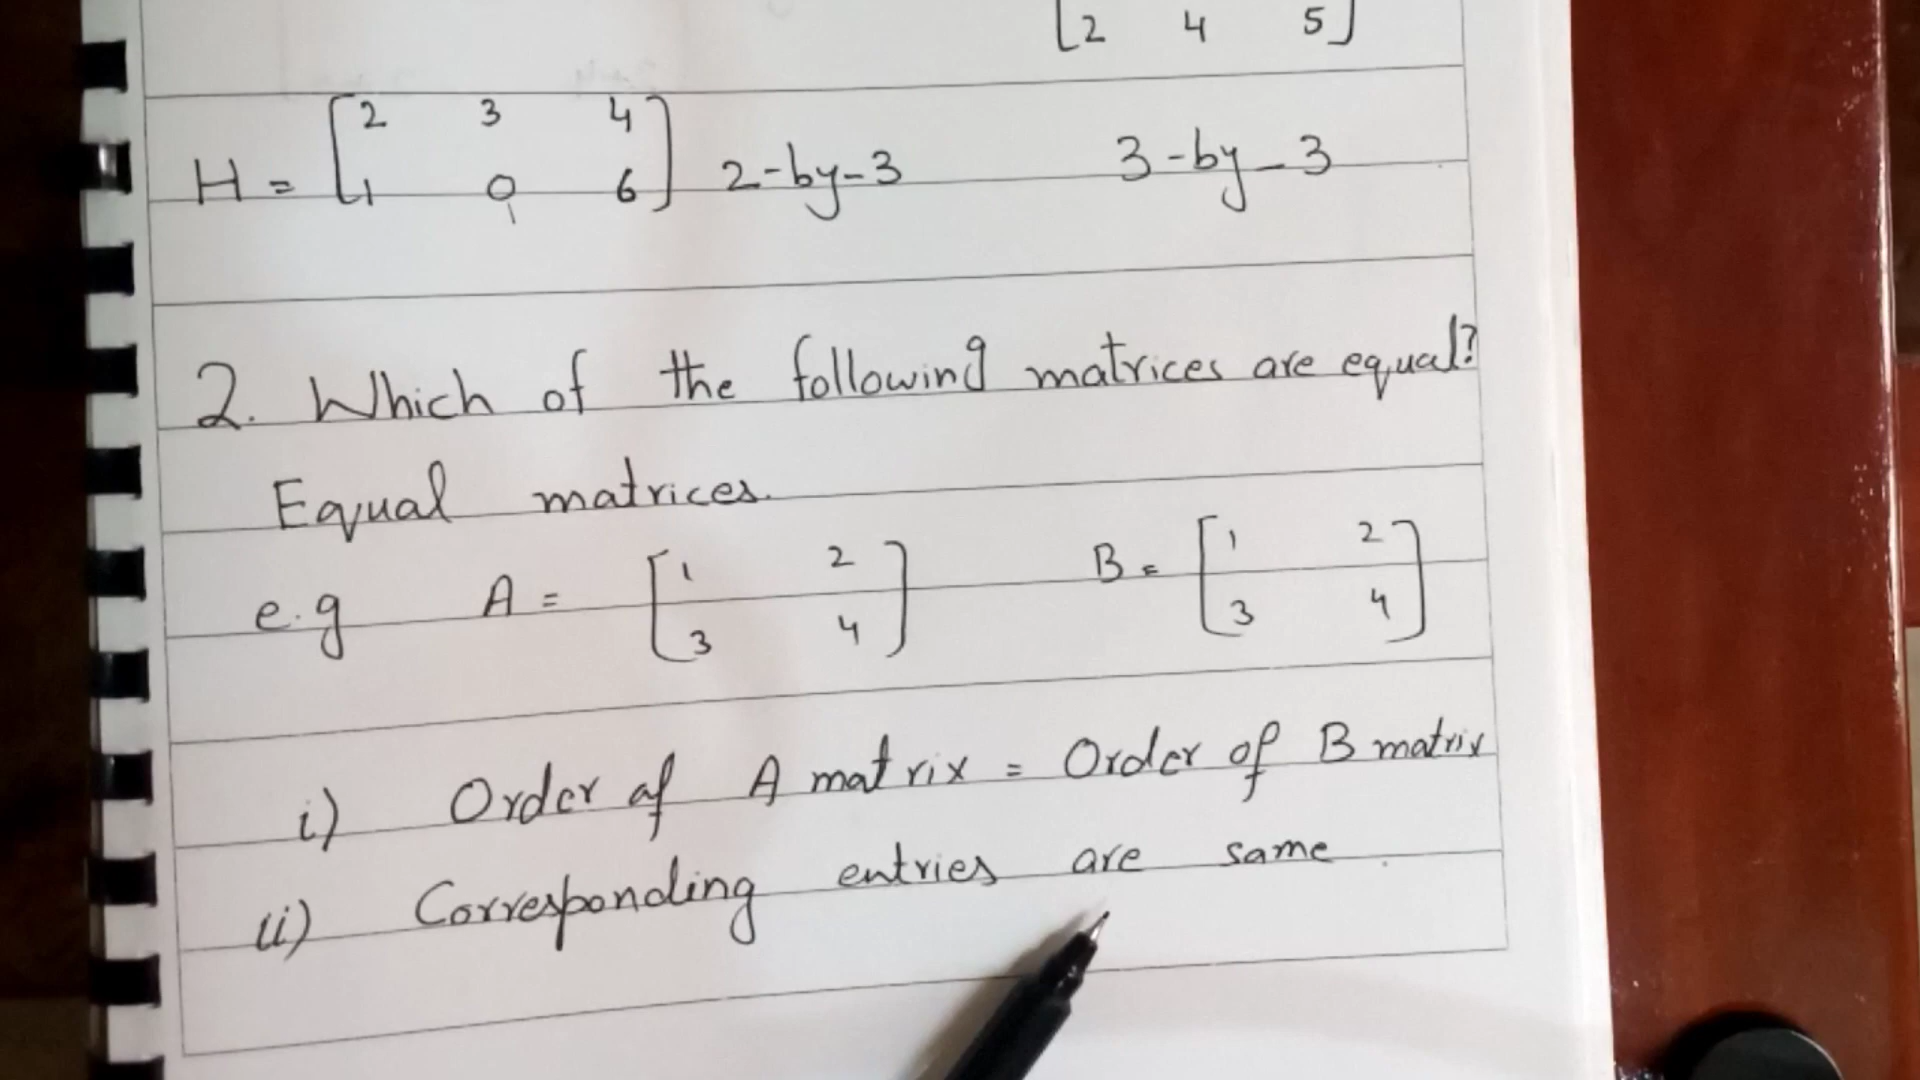 [2 4 5]
H = [2 3 4
1 0 6] 2-by-3 3-by-3
2. Which of the following matrices are equal?
Equal matrices.
e.g A = [1 2 B = [1 2
3 4] 3 4]
i) Order of A matrix = Order of B matrix
ii) Corresponding entries are same.